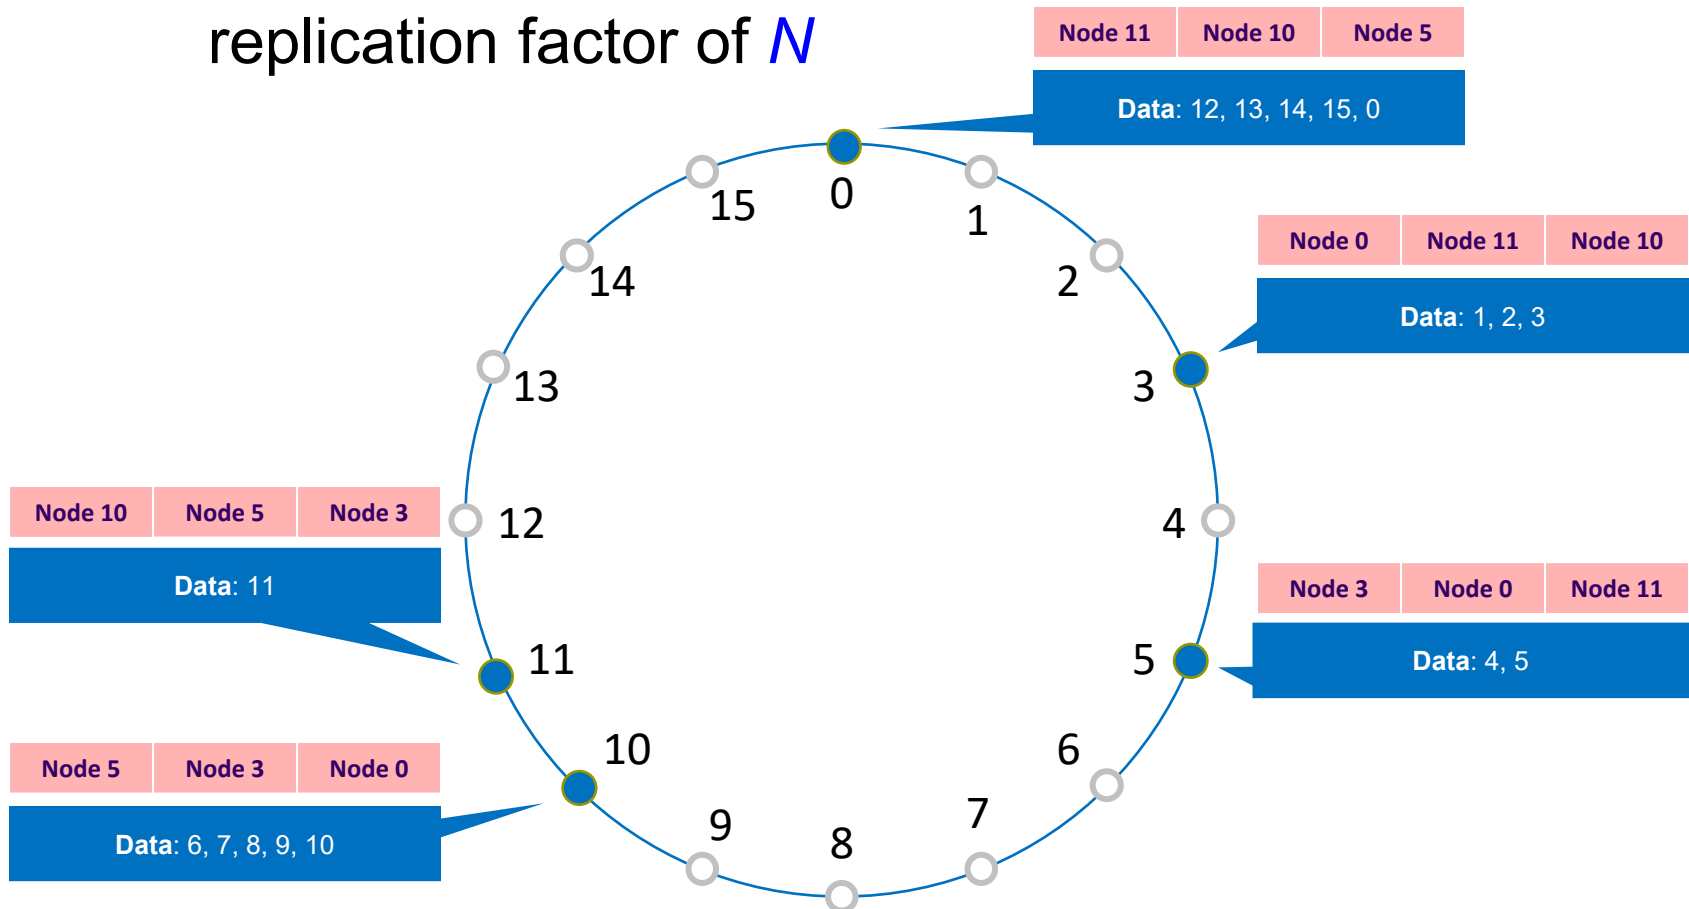 replication factor of N
Node 11 Node 10 Node 5
Data: 12, 13, 14, 15, 0
0
15
1
14
2
Node 0 Node 11 Node 10
Data: 1, 2, 3
13
3
Node 10 Node 5 Node 3
Data: 11
12
4
Node 3 Node 0 Node 11
Data: 4, 5
11
5
Node 5 Node 3 Node 0
Data: 6, 7, 8, 9, 10
10
6
9
8
7